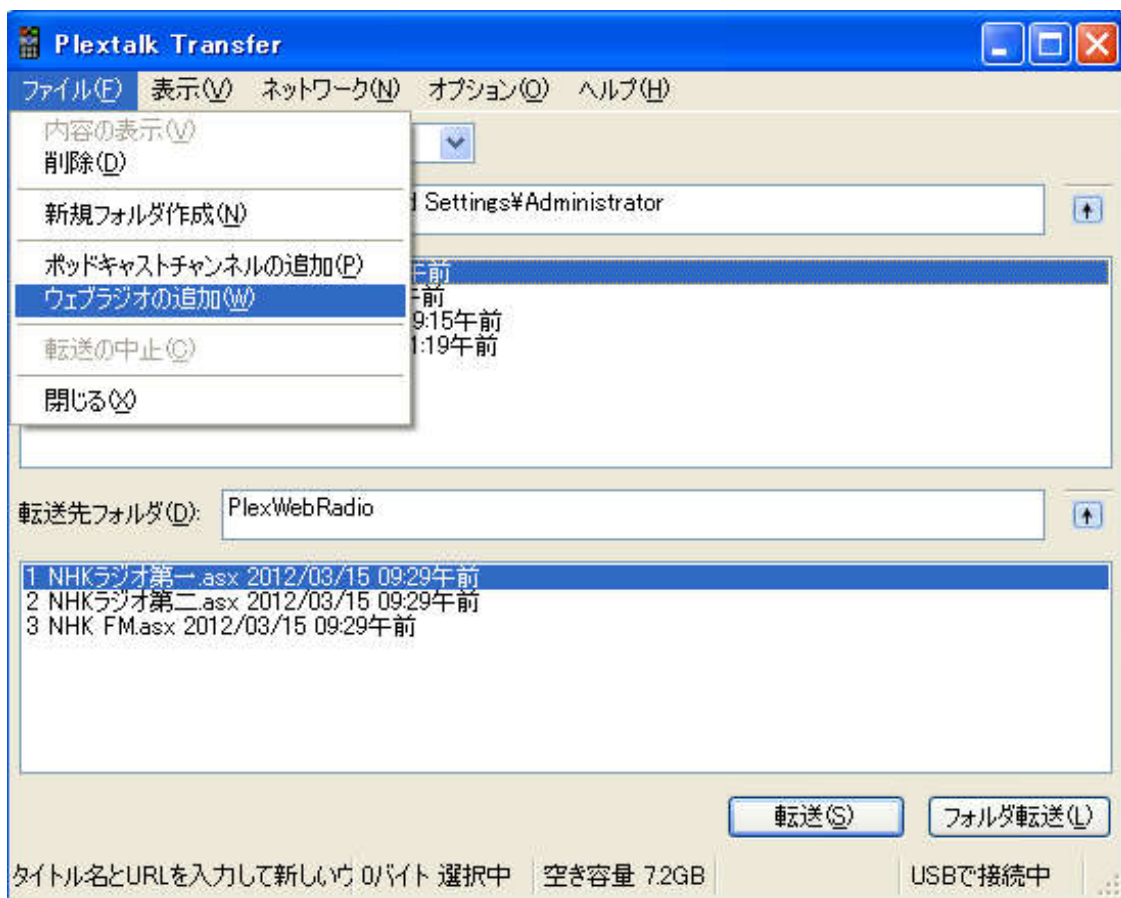 Plextalk Transfer
ファイル(F) 表示(V) ネットワーク(N) オプション(O) ヘルプ(H)
内容の表示(V)
削除(D)
新規フォルダ作成(N)
Settings¥Administrator
ポッドキャストチャンネルの追加(P)
午前
ウェブラジオの追加(W)
午前
9:15午前
転送の中止(C)
1:19午前
閉じる(X)
転送先フォルダ(D): PlexWebRadio
1 NHKラジオ第一.asx 2012/03/15 09:29午前
2 NHKラジオ第二.asx 2012/03/15 09:29午前
3 NHK FM.asx 2012/03/15 09:29午前
転送(S) フォルダ転送(L)
タイトル名とURLを入力して新しいウ 0バイト 選択中 空き容量 7.2GB USBで接続中